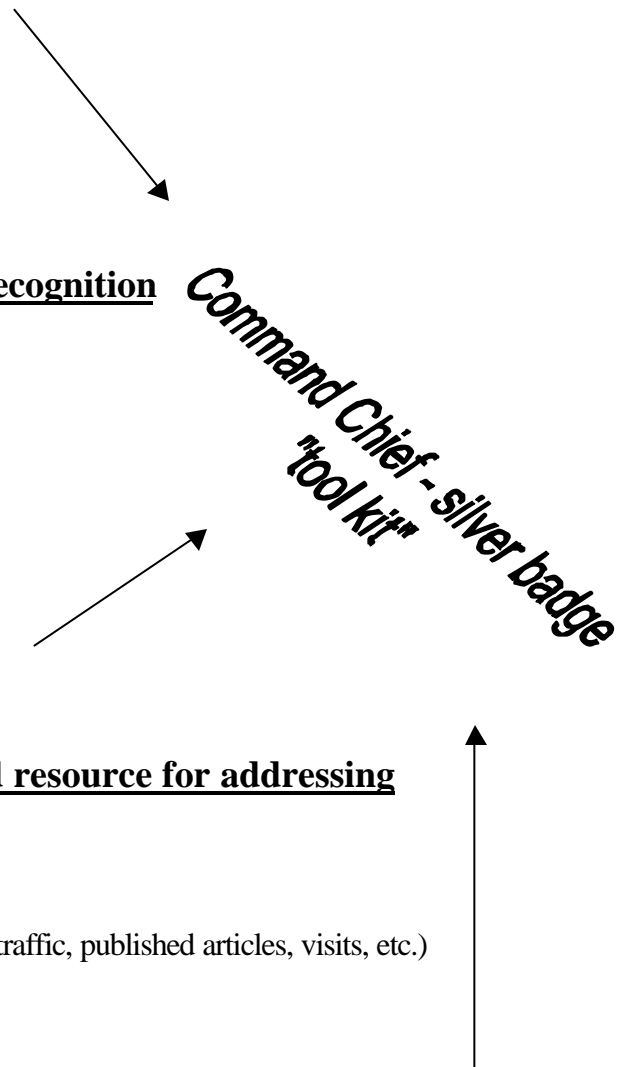 ecognition
Command Chief - silver badge
"tool kit"
resource for addressing
traffic, published articles, visits, etc.)